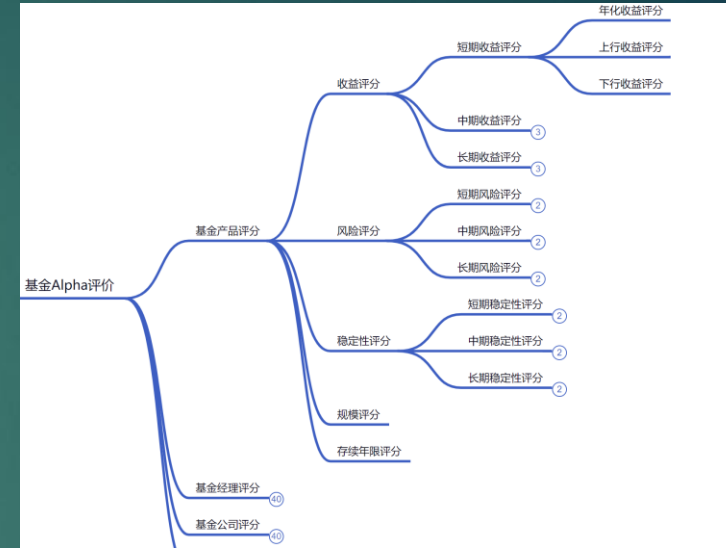 年化收益评分
短期收益评分
上行收益评分
收益评分
下行收益评分
中期收益评分
3
长期收益评分
3
短期风险评分
2
基金产品评分
风险评分
中期风险评分
2
长期风险评分
2
基金Alpha评价
短期稳定性评分
2
稳定性评分
中期稳定性评分
2
长期稳定性评分
2
规模评分
存续年限评分
基金经理评分
40
基金公司评分
40